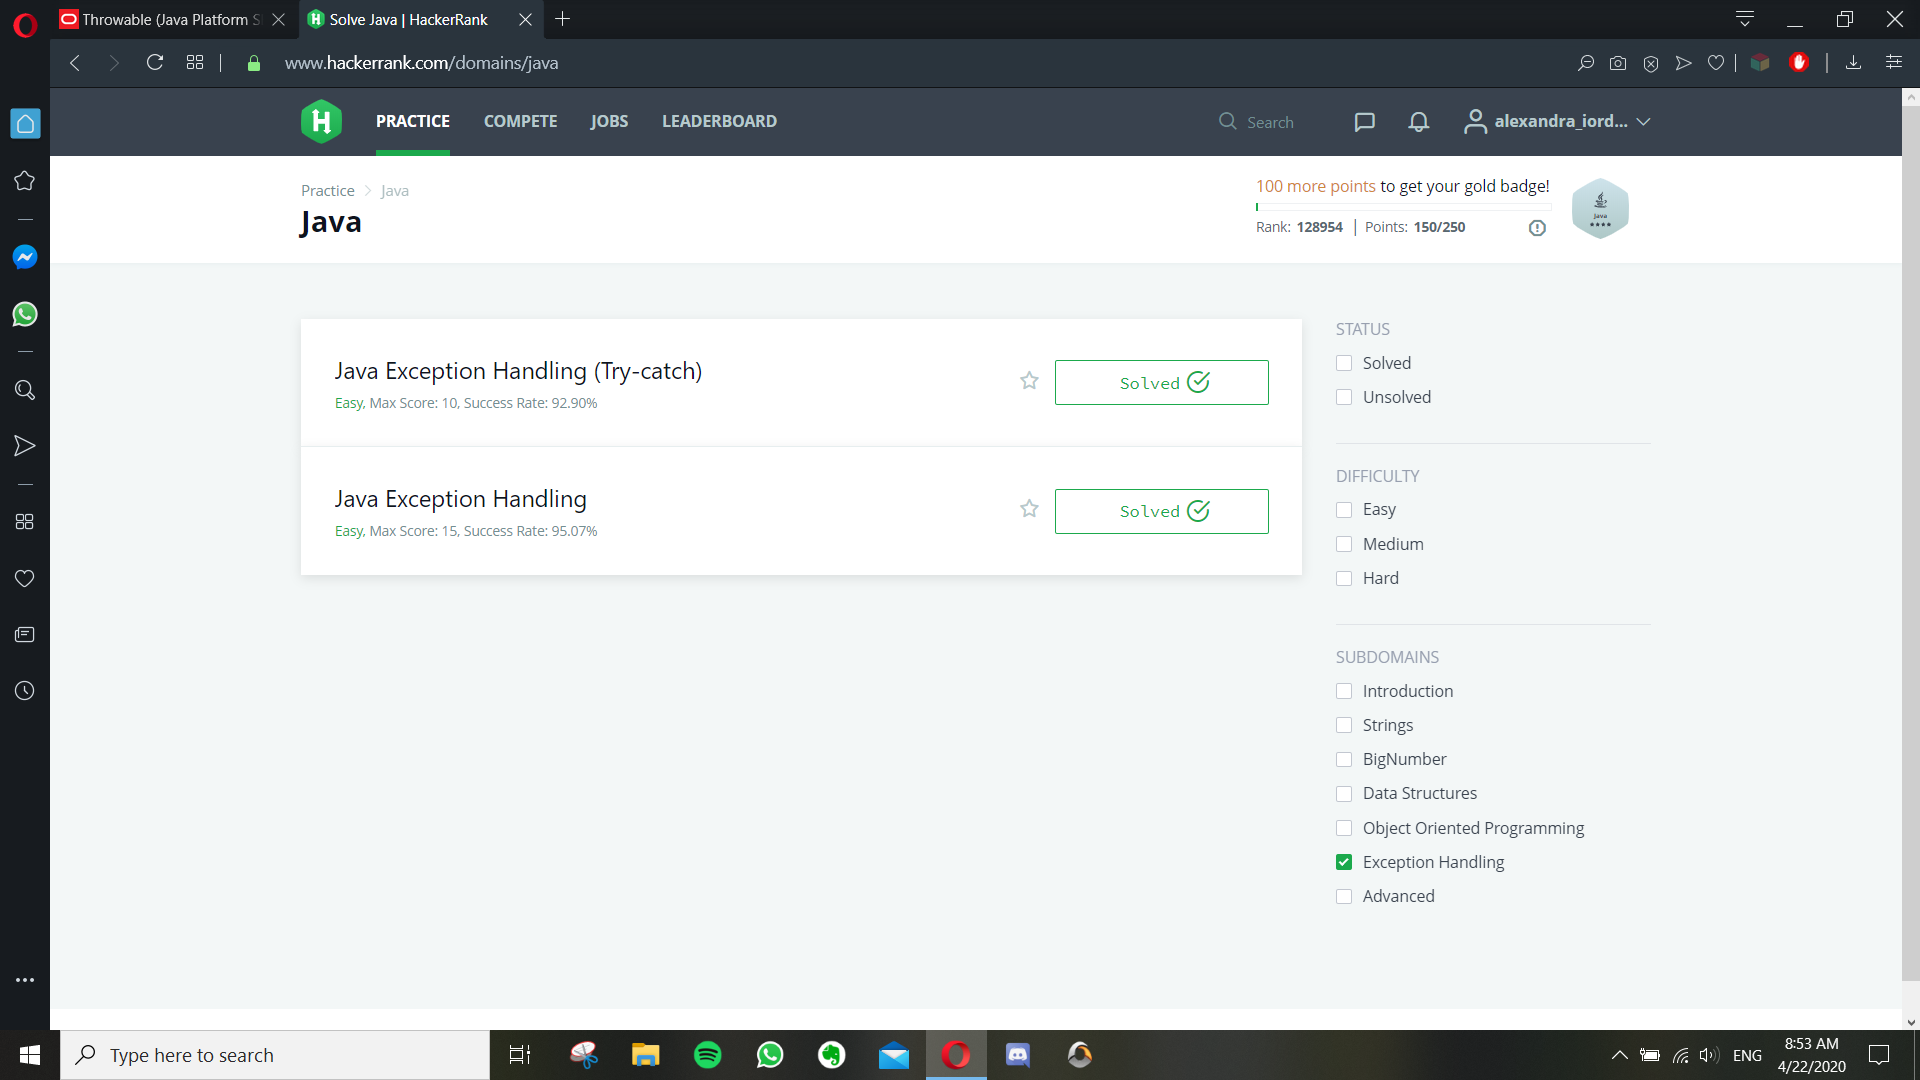 Throwable (Java Platform S
Solve Java | HackerRank
www.hackerrank.com/domains/java
PRACTICE COMPETE JOBS LEADERBOARD
Search
alexandra_iord...
Practice > Java
Java
100 more points to get your gold badge!
Rank: 128954 | Points: 150/250
Java
Java Exception Handling (Try-catch)
Easy, Max Score: 10, Success Rate: 92.90%
Solved
Java Exception Handling
Easy, Max Score: 15, Success Rate: 95.07%
Solved
STATUS
Solved
Unsolved
DIFFICULTY
Easy
Medium
Hard
SUBDOMAINS
Introduction
Strings
BigNumber
Data Structures
Object Oriented Programming
Exception Handling
Advanced
Type here to search
ENG
8:53 AM
4/22/2020